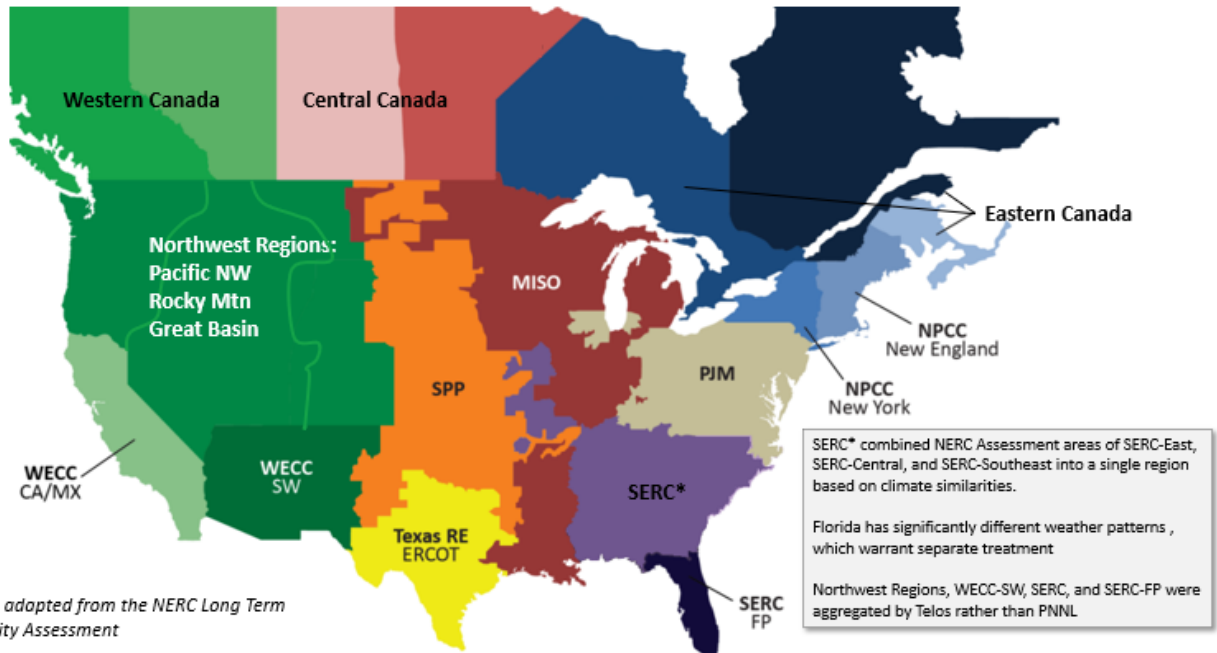 Western Canada
Central Canada
Eastern Canada
Northwest Regions:
Pacific NW
Rocky Mtn
Great Basin
MISO
NPCC
New England
SPP
PJM
NPCC
New York
WECC
CA/MX
WECC
SW
SERC*
Texas RE
ERCOT
SERC
FP
SERC* combined NERC Assessment areas of SERC-East,
SERC-Central, and SERC-Southeast into a single region
based on climate similarities.
Florida has significantly different weather patterns ,
which warrant separate treatment
Northwest Regions, WECC-SW, SERC, and SERC-FP were
aggregated by Telos rather than PNNL
adopted from the NERC Long Term
ity Assessment